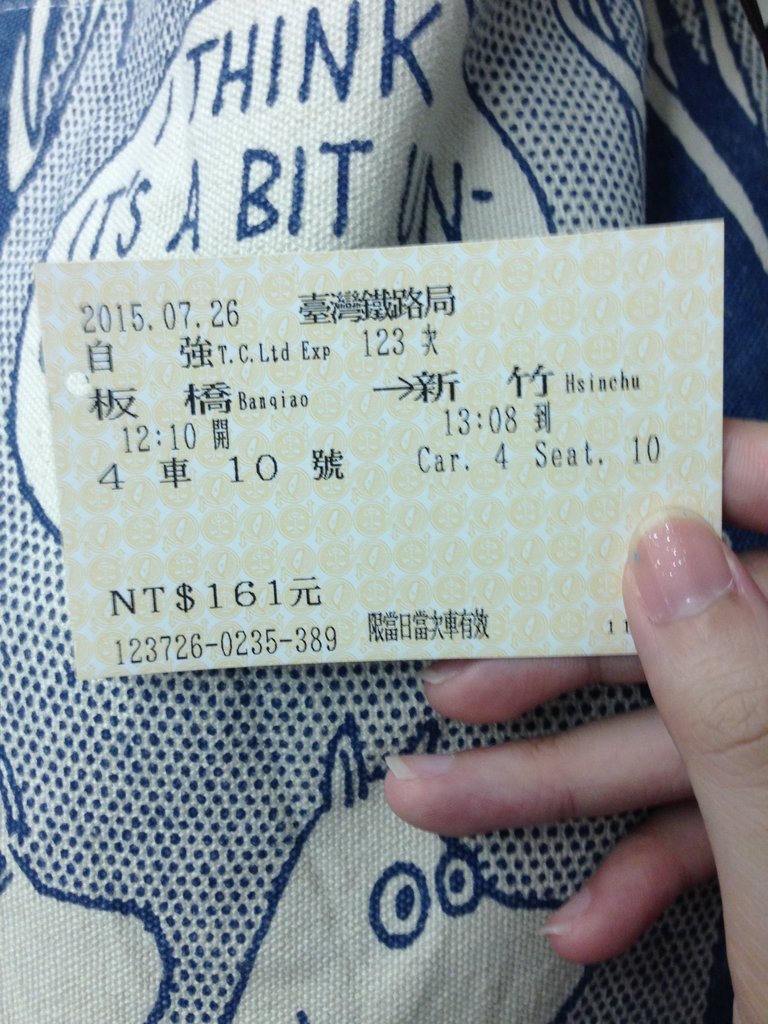 I THINK
IT'S A BIT IN-
2015.07.26 臺灣鐵路局
自強 T.C.Ltd Exp 123 次
板橋 Banqiao →新竹 Hsinchu
12:10 開 13:08 到
4 車 10 號 Car. 4 Seat. 10
NT$161元
123726-0235-389 限當日當次車有效 11